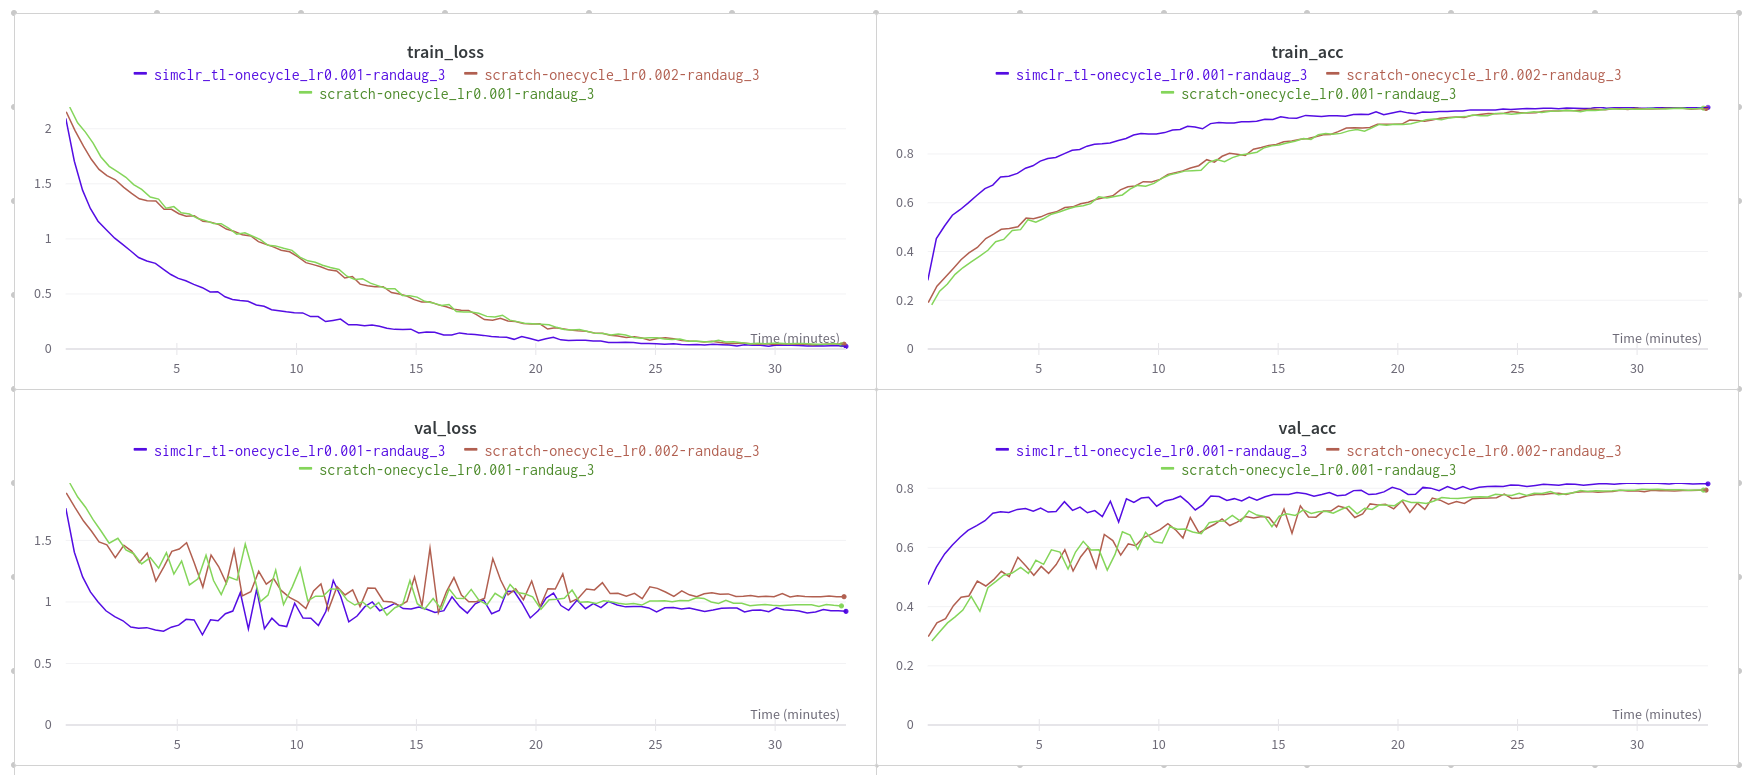 train_loss
simclr_tl-onecycle_lr0.001-randaug_3 scratch-onecycle_lr0.002-randaug_3
scratch-onecycle_lr0.001-randaug_3
2
1.5
1
0.5
0
Time (minutes)
5 10 15 20 25 30
train_acc
simclr_tl-onecycle_lr0.001-randaug_3 scratch-onecycle_lr0.002-randaug_3
scratch-onecycle_lr0.001-randaug_3
0.8
0.6
0.4
0.2
0
Time (minutes)
5 10 15 20 25 30
val_loss
simclr_tl-onecycle_lr0.001-randaug_3 scratch-onecycle_lr0.002-randaug_3
scratch-onecycle_lr0.001-randaug_3
1.5
1
0.5
0
Time (minutes)
5 10 15 20 25 30
val_acc
simclr_tl-onecycle_lr0.001-randaug_3 scratch-onecycle_lr0.002-randaug_3
scratch-onecycle_lr0.001-randaug_3
0.8
0.6
0.4
0.2
0
Time (minutes)
5 10 15 20 25 30